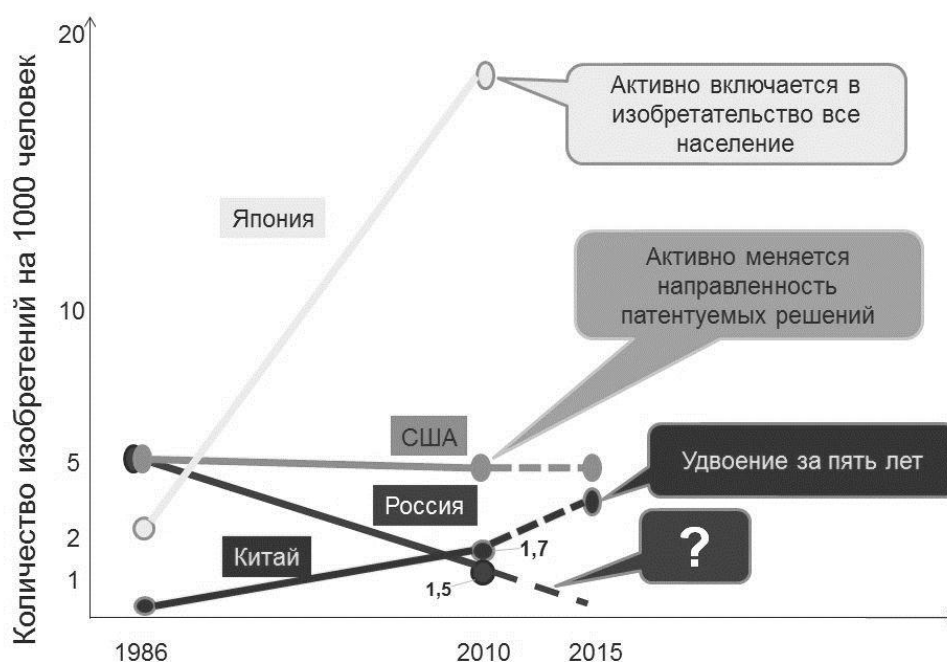 Количество изобретений на 1000 человек
20
10
5
2
1
Активно включается в
изобретательство все
население
Япония
Активно меняется
направленность
патентуемых решений
США
Удвоение за пять лет
Россия
?
Китай
1,7
1,5
1986
2010
2015